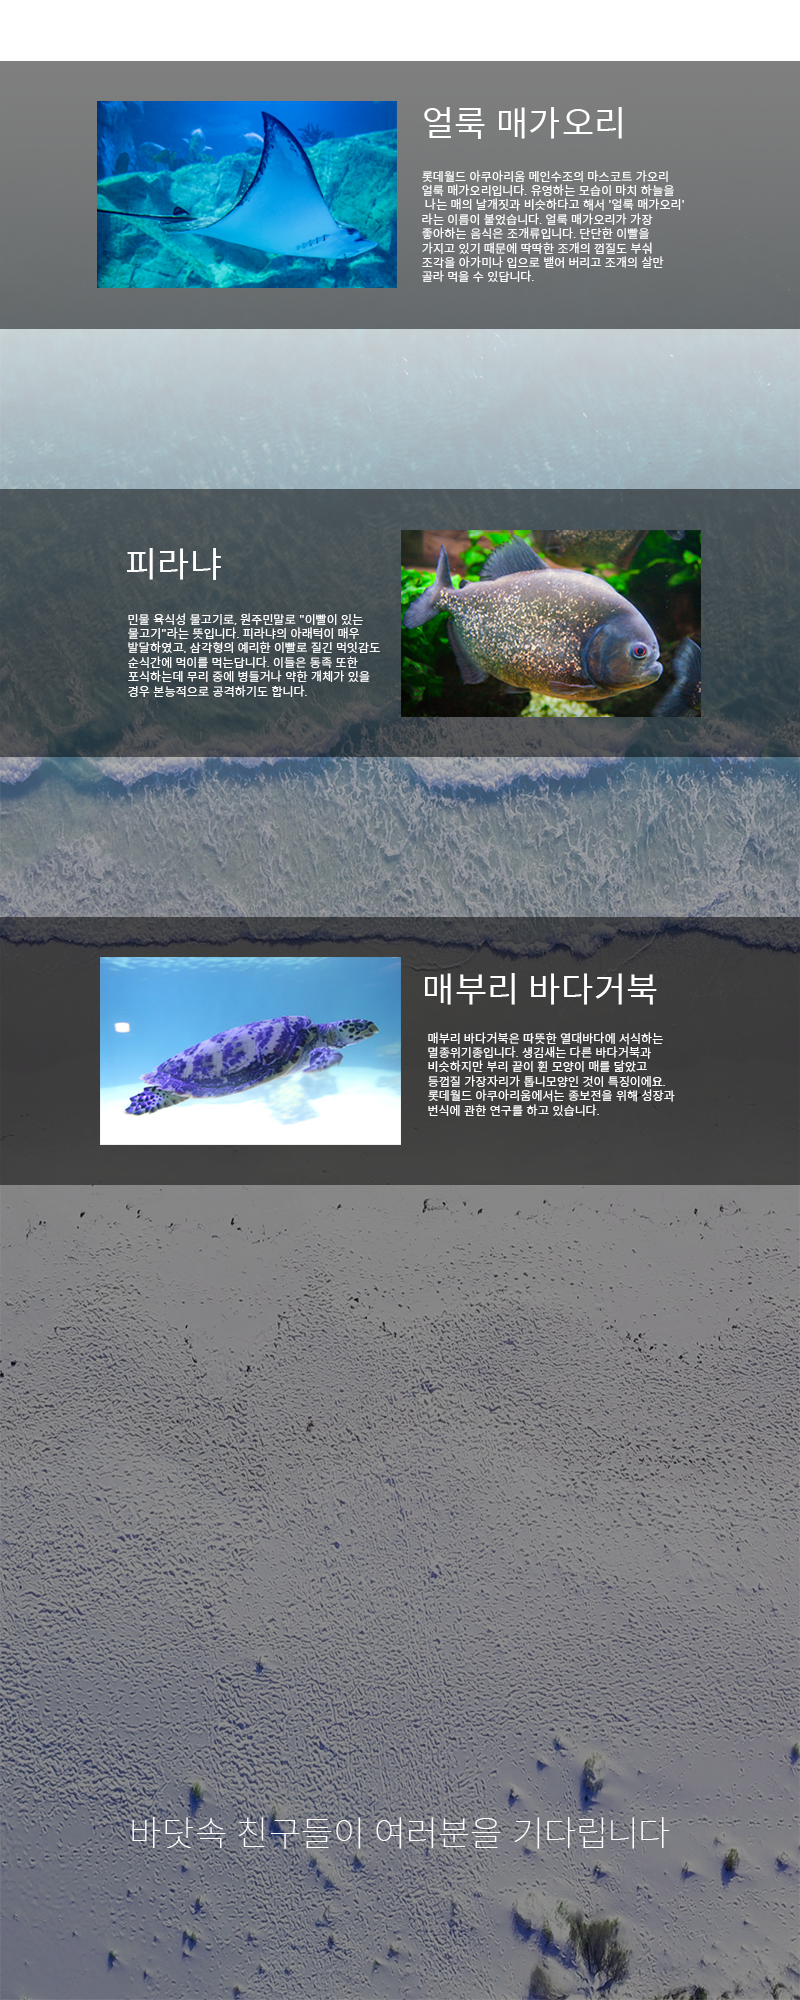 얼룩 매가오리
롯데월드 아쿠아리움 메인수조의 마스코트 가오리
얼룩 매가오리입니다. 유영하는 모습이 마치 하늘을
나는 매의 날개짓과 비슷하다고 해서 '얼룩 매가오리'
라는 이름이 붙었습니다. 얼룩 매가오리가 가장
좋아하는 음식은 조개류입니다. 단단한 이빨을
가지고 있기 때문에 딱딱한 조개의 껍질도 부숴
조각을 아가미나 입으로 뱉어 버리고 조개의 살만
골라 먹을 수 있답니다.
피라냐
민물 육식성 물고기로, 원주민말로 "이빨이 있는
물고기"라는 뜻입니다. 피라냐의 아래턱이 매우
발달하였고, 삼각형의 예리한 이빨로 질긴 먹잇감도
순식간에 먹이를 먹는답니다. 이들은 동족 또한
포식하는데 무리 중에 병들거나 약한 개체가 있을
경우 본능적으로 공격하기도 합니다.
매부리 바다거북
매부리 바다거북은 따뜻한 열대바다에 서식하는
멸종위기종입니다. 생김새는 다른 바다거북과
비슷하지만 부리 끝이 휜 모양이 매를 닮았고
등껍질 가장자리가 톱니모양인 것이 특징이에요.
롯데월드 아쿠아리움에서는 종보전을 위해 성장과
번식에 관한 연구를 하고 있습니다.
바닷속 친구들이 여러분을 기다립니다